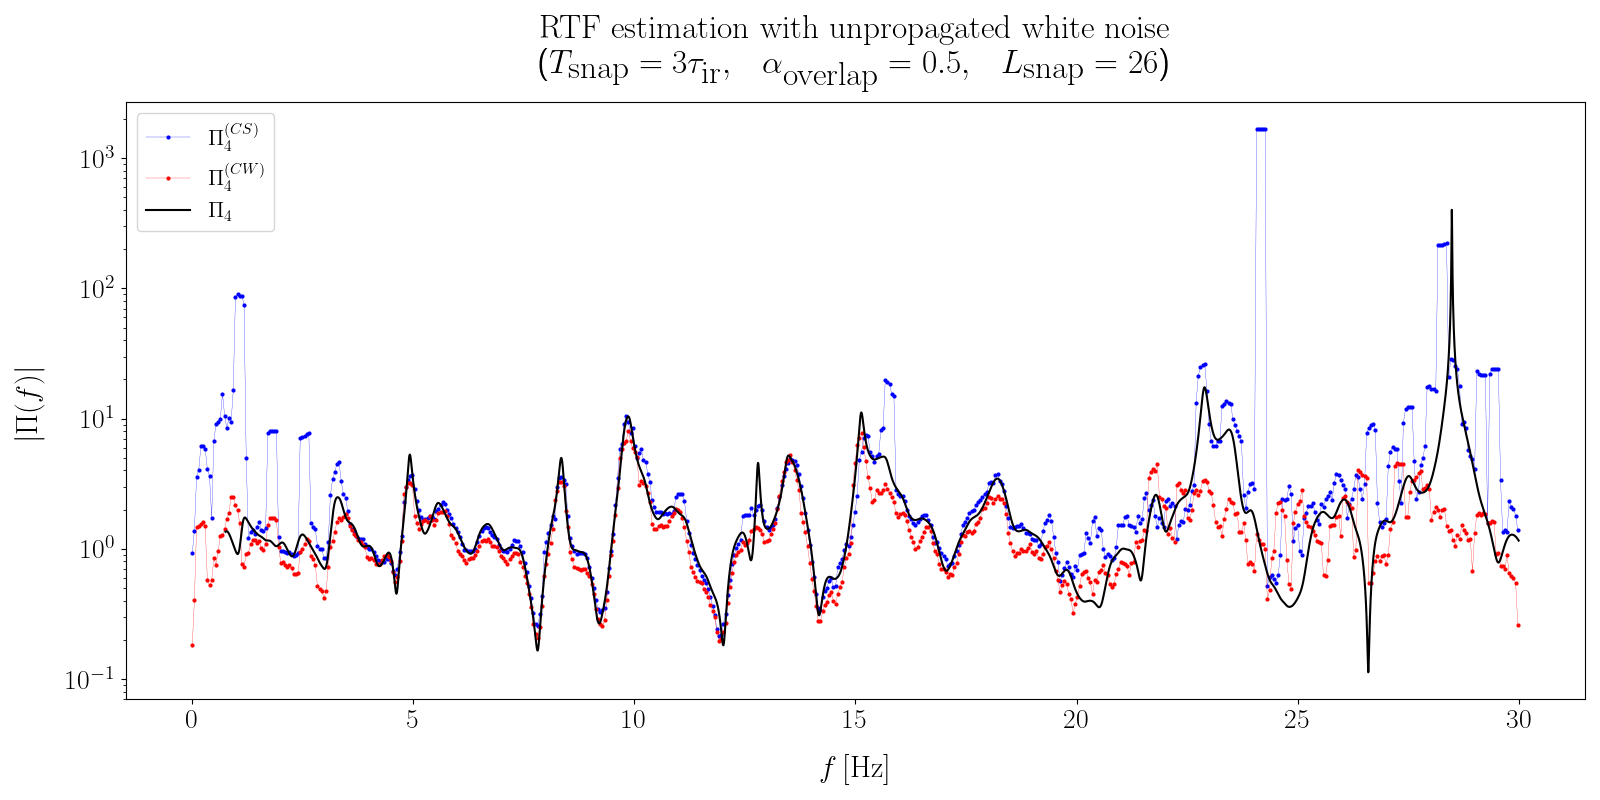 RTF estimation with unpropagated white noise
(T_snap = 3τ_ir, α_overlap = 0.5, L_snap = 26)
Π_4^(CS)
Π_4^(CW)
Π_4
10^3
10^2
10^1
10^0
10^−1
|Π(f)|
0 5 10 15 20 25 30
f [Hz]